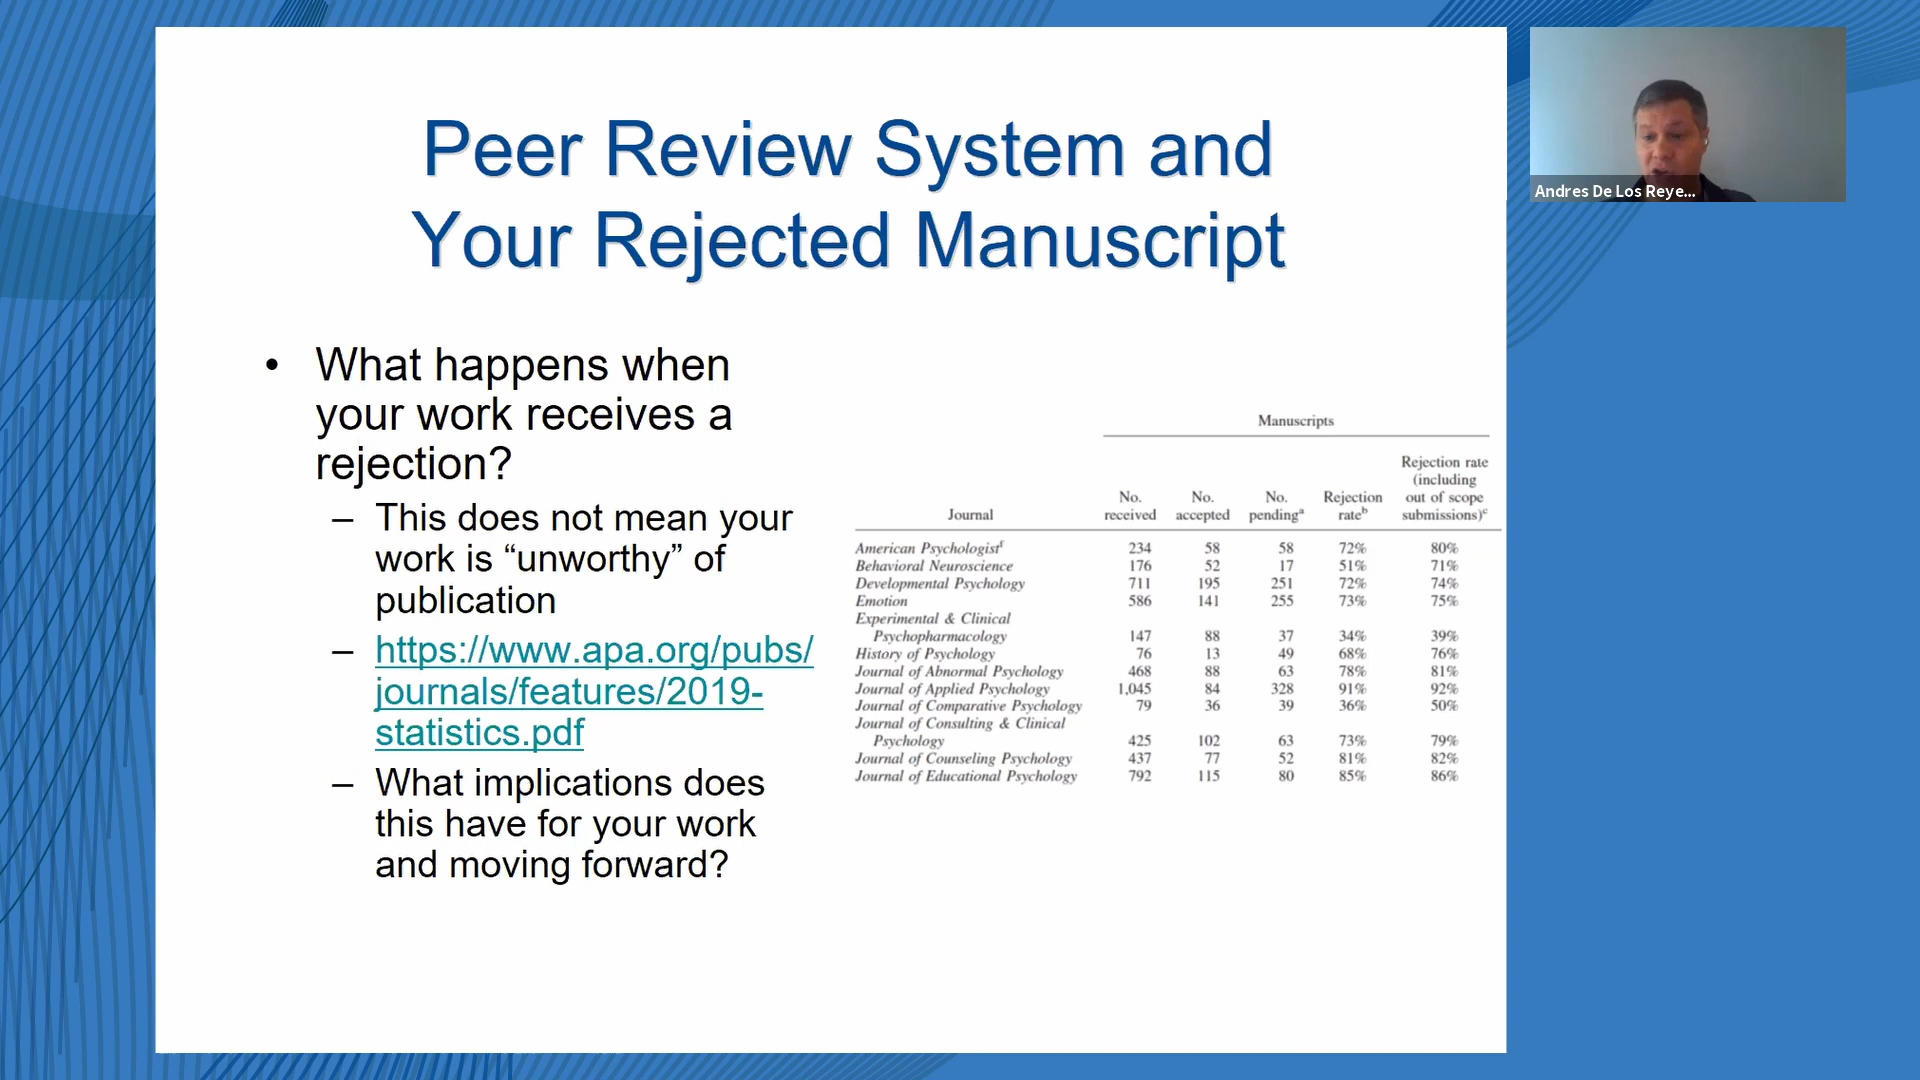 Peer Review System and
Your Rejected Manuscript
• What happens when
your work receives a
rejection?
– This does not mean your
work is “unworthy” of
publication
– https://www.apa.org/pubs/
journals/features/2019-
statistics.pdf
– What implications does
this have for your work
and moving forward?
Manuscripts
Rejection rate
(including
No. No. No. Rejection out of scope
Journal received accepted pendingᵃ rateᵇ submissions)ᶜ
American Psychologistᶠ 234 58 58 72% 80%
Behavioral Neuroscience 176 52 17 51% 71%
Developmental Psychology 711 195 251 72% 74%
Emotion 586 141 255 73% 75%
Experimental & Clinical
Psychopharmacology 147 88 37 34% 39%
History of Psychology 76 13 49 68% 76%
Journal of Abnormal Psychology 468 88 63 78% 81%
Journal of Applied Psychology 1,045 84 328 91% 92%
Journal of Comparative Psychology 79 36 39 36% 50%
Journal of Consulting & Clinical
Psychology 425 102 63 73% 79%
Journal of Counseling Psychology 437 77 52 81% 82%
Journal of Educational Psychology 792 115 80 85% 86%
Andres De Los Reye...